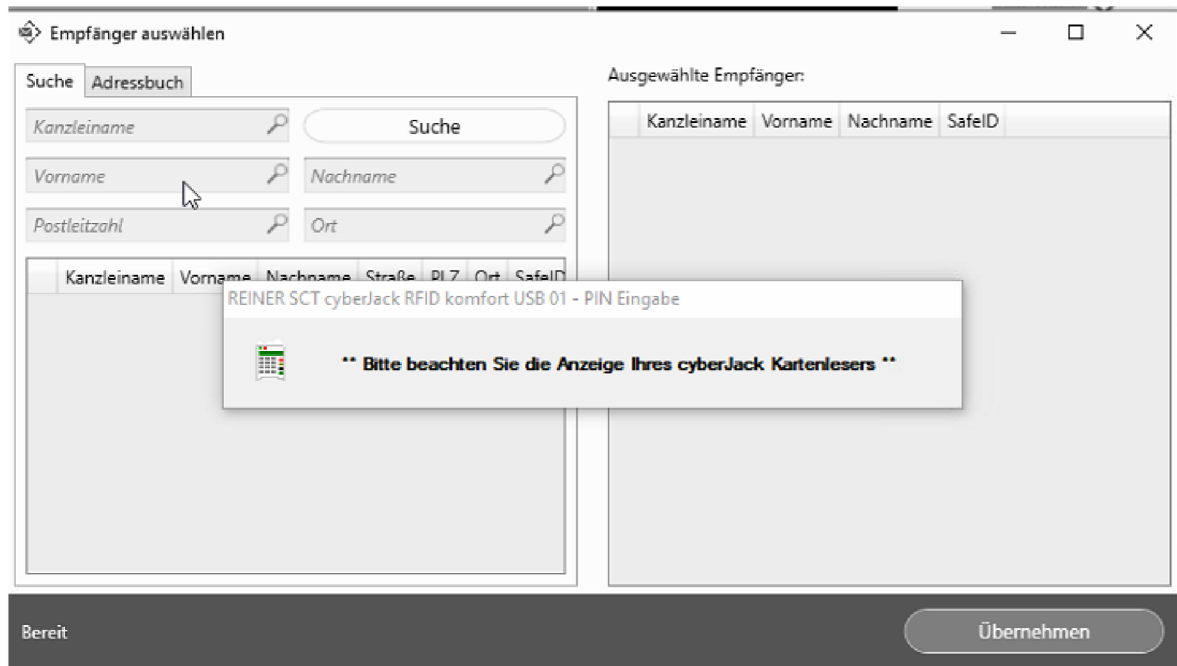 Empfänger auswählen
Suche Adressbuch
Ausgewählte Empfänger:
Kanzleiname
Suche
Kanzleiname Vorname Nachname SafeID
Vorname
Nachname
Postleitzahl
Ort
Kanzleiname Vorname Nachname Straße PLZ Ort SafeID
REINER SCT cyberJack RFID komfort USB 01 - PIN Eingabe
** Bitte beachten Sie die Anzeige Ihres cyberJack Kartenlesers **
Bereit
Übernehmen